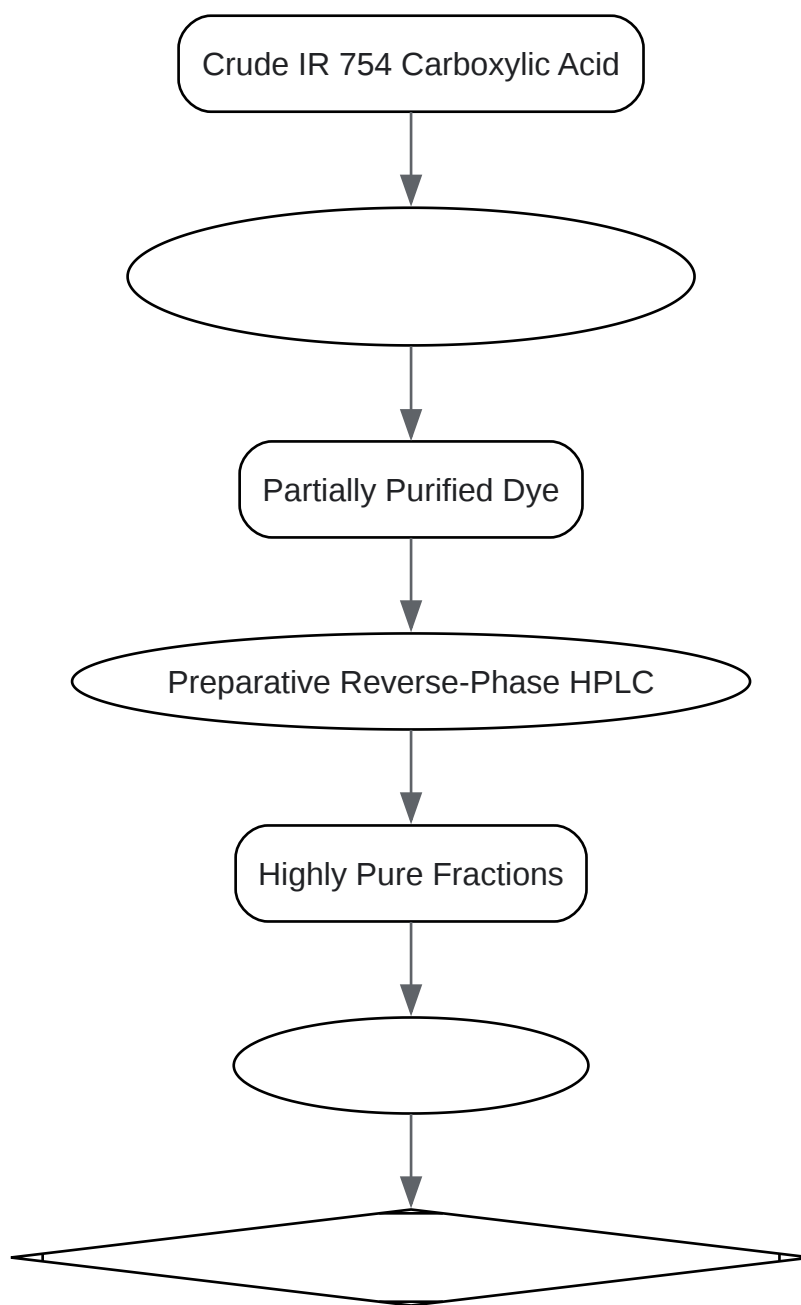 Crude IR 754 Carboxylic Acid
Partially Purified Dye
Preparative Reverse-Phase HPLC
Highly Pure Fractions